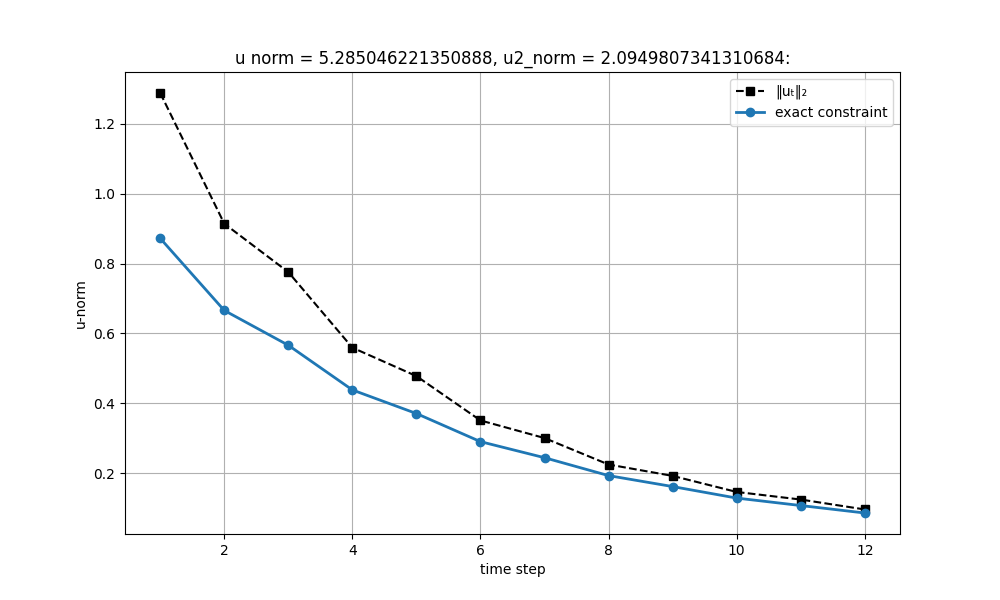 u norm = 5.285046221350888, u2_norm = 2.0949807341310684:
‖uₜ‖₂
exact constraint
1.2
1.0
0.8
0.6
0.4
0.2
u-norm
2 4 6 8 10 12
time step